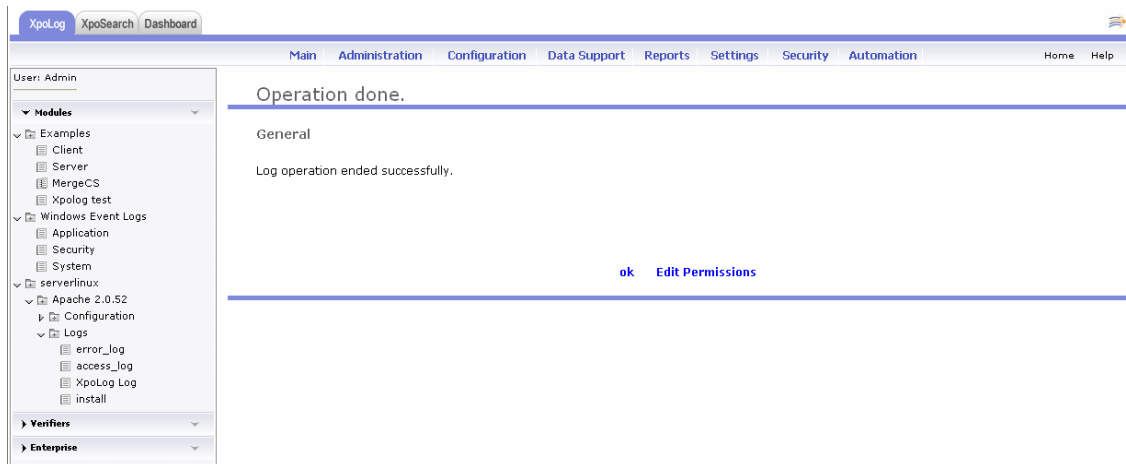 XpoLog XpoSearch Dashboard
Main Administration Configuration Data Support Reports Settings Security Automation Home Help
User: Admin
Modules
Examples
Client
Server
MergeCS
Xpolog test
Windows Event Logs
Application
Security
System
serverlinux
Apache 2.0.52
Configuration
Logs
error_log
access_log
XpoLog Log
install
Verifiers
Enterprise
Operation done.
General
Log operation ended successfully.
ok Edit Permissions